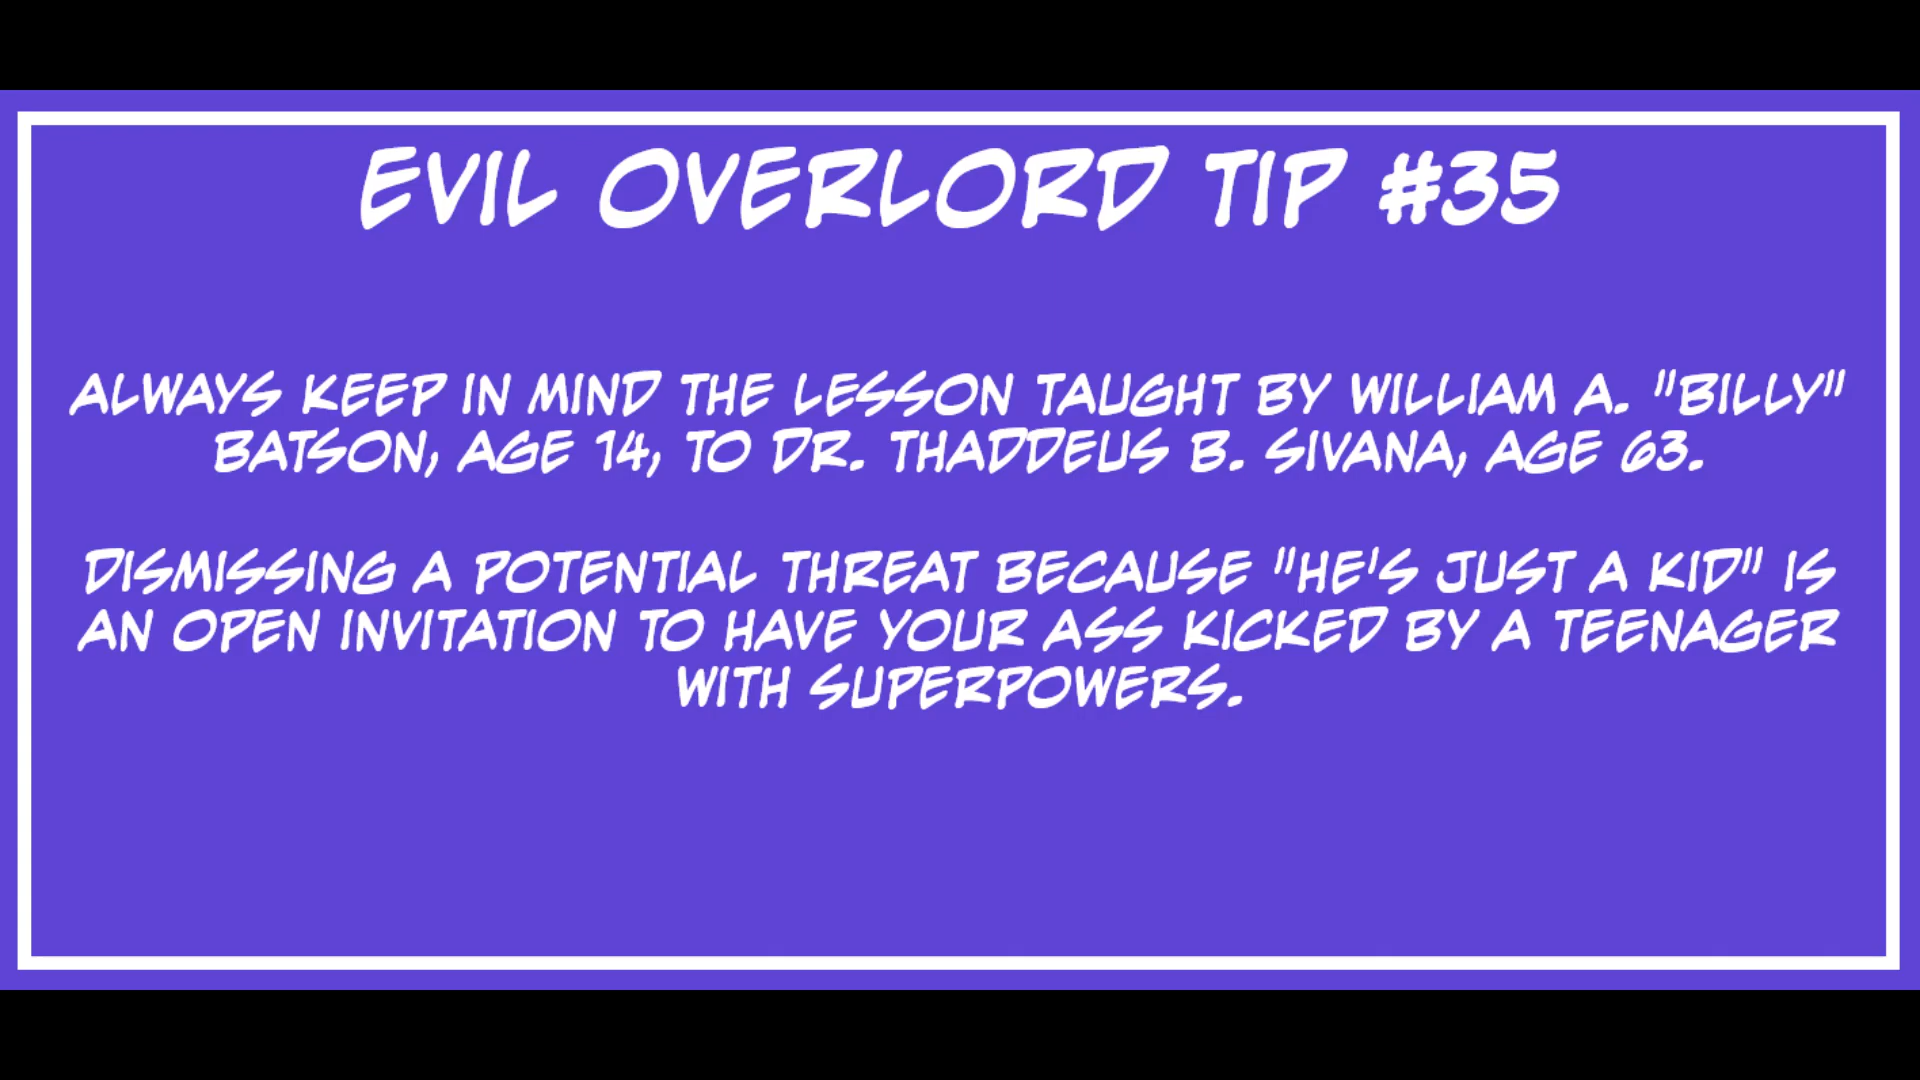 EVIL OVERLORD TIP #35
ALWAYS KEEP IN MIND THE LESSON TAUGHT BY WILLIAM A. "BILLY"
BATSON, AGE 14, TO DR. THADDEUS B. SIVANA, AGE 63.
DISMISSING A POTENTIAL THREAT BECAUSE "HE'S JUST A KID" IS
AN OPEN INVITATION TO HAVE YOUR ASS KICKED BY A TEENAGER
WITH SUPERPOWERS.